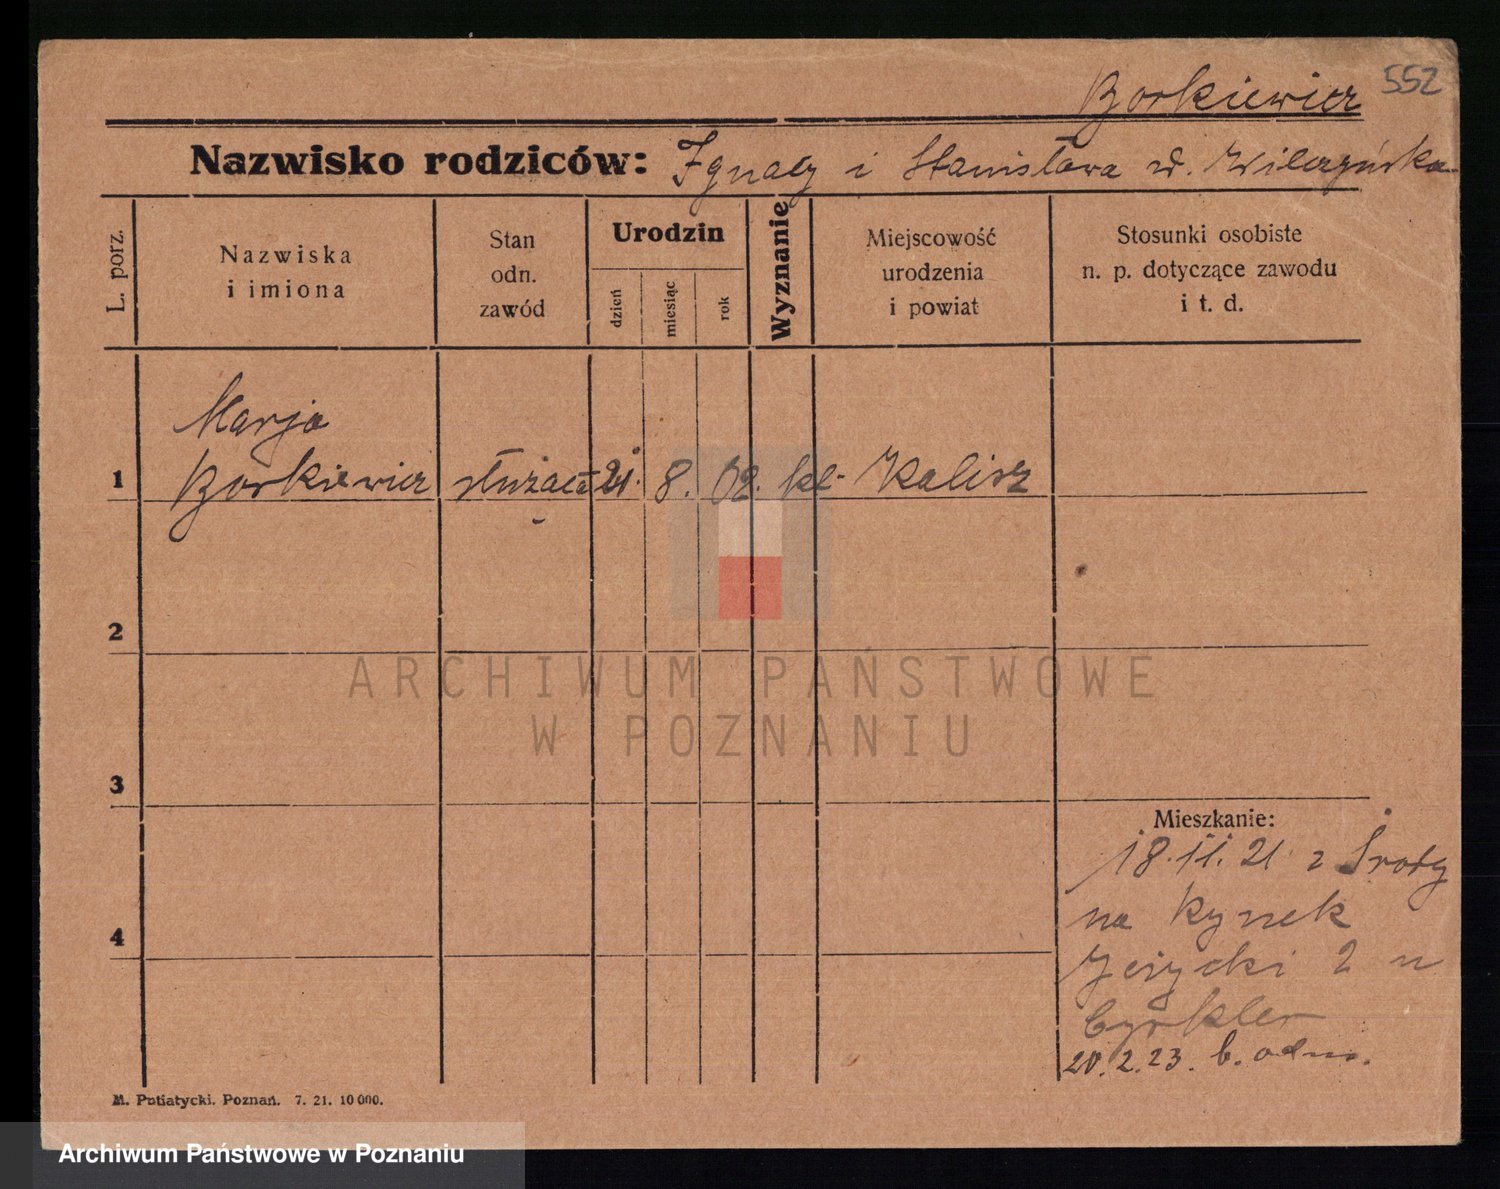 Borkiewicz 552
Nazwisko rodziców: Ignacy i Stanisława d. Wilczyńska
L. porz.
Nazwiska
i imiona
Stan
odn.
zawód
Urodzin
dzień
miesiąc
rok
Wyznanie
Miejscowość
urodzenia
i powiat
Stosunki osobiste
n. p. dotyczące zawodu
i t. d.
Marja
1 Borkiewicz służąca 21. 8. 02. kt. Kalisz
2
3
4
Mieszkanie:
18.11.21 z Środy
na Rynek
Jeżycki 2 u
Cyrkler
20.2.23. b. odm.
M. Putiatycki. Poznań. 7. 21. 10 000.
ARCHIWUM PAŃSTWOWE
W POZNANIU
Archiwum Państwowe w Poznaniu